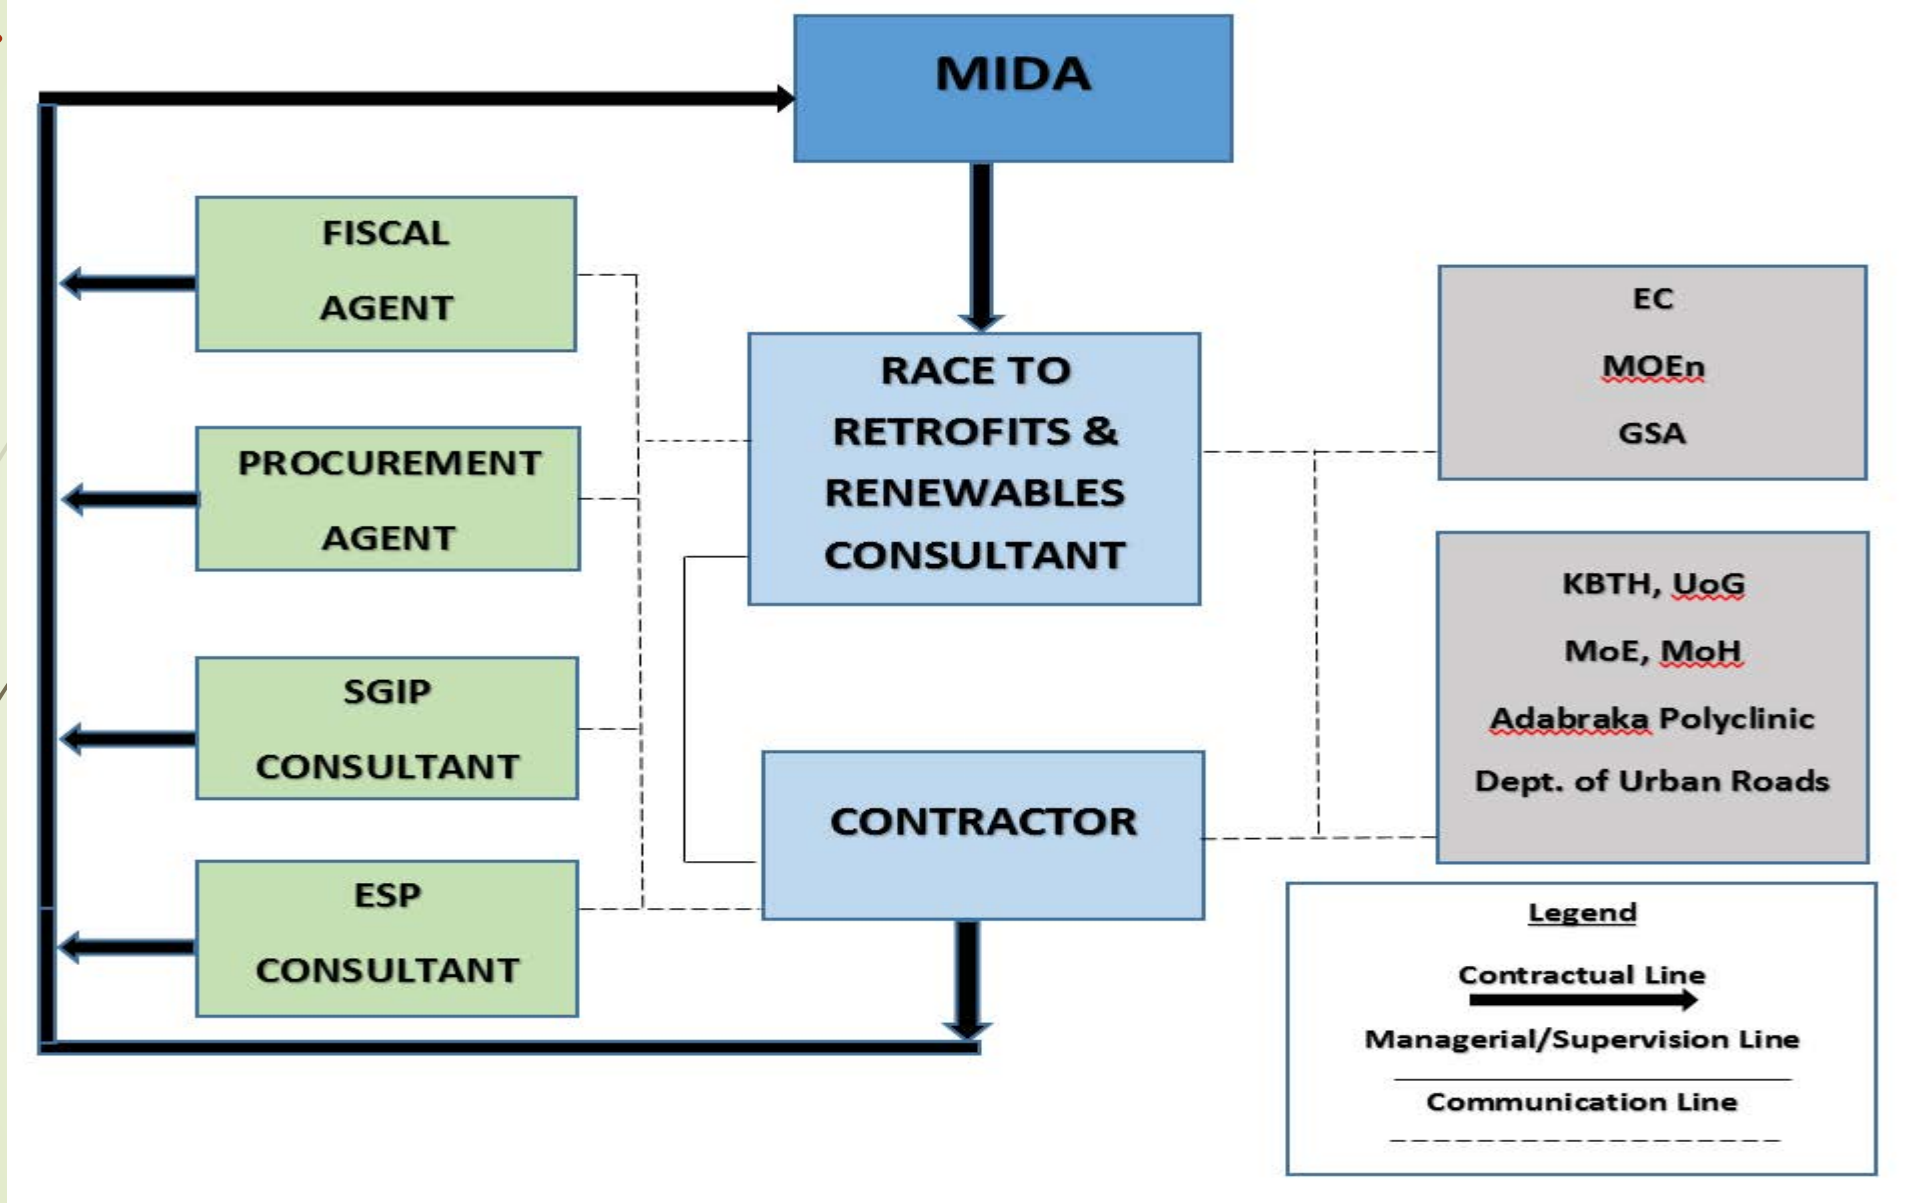 MIDA
FISCAL
AGENT
PROCUREMENT
AGENT
SGIP
CONSULTANT
ESP
CONSULTANT
RACE TO
RETROFITS &
RENEWABLES
CONSULTANT
CONTRACTOR
EC
MOEn
GSA
KBTH, UoG
MoE, MoH
Adabraka Polyclinic
Dept. of Urban Roads
Legend
Contractual Line
Managerial/Supervision Line
Communication Line